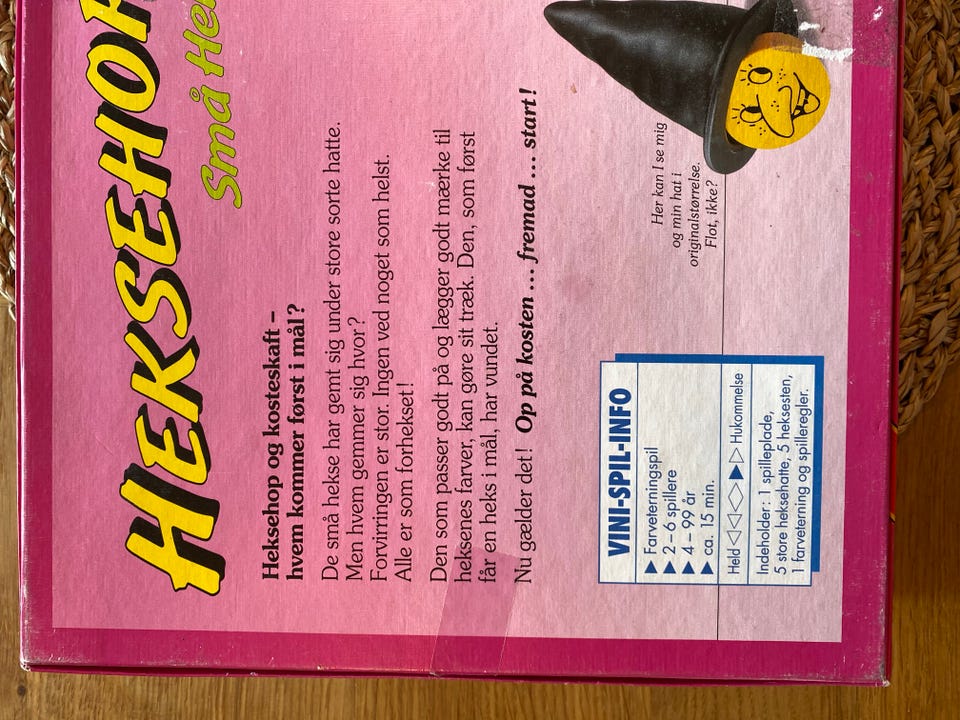 HEKSEHOP
Små
Heksehop og kosteskaft –
hvem kommer først i mål?
De små hekse har gemt sig under store sorte hatte.
Men hvem gemmer sig hvor?
Forvirringen er stor. Ingen ved noget som helst.
Alle er som forhekset!
Den som passer godt på og lægger godt mærke til
heksenes farver, kan gøre sit træk. Den, som først
får en heks i mål, har vundet.
Nu gælder det! Op på kosten ... fremad ... start!
Her kan I se mig
og min hat i
originalstørrelse.
Flot, ikke?
VINI-SPIL-INFO
▶ Farveterningspil
▶ 2 – 6 spillere
▶ 4 – 99 år
▶ ca. 15 min.
Held ◁◁◇▶▷ Hukommelse
Indeholder: 1 spilleplade,
5 store heksehatte, 5 heksesten,
1 farveterning og spilleregler.